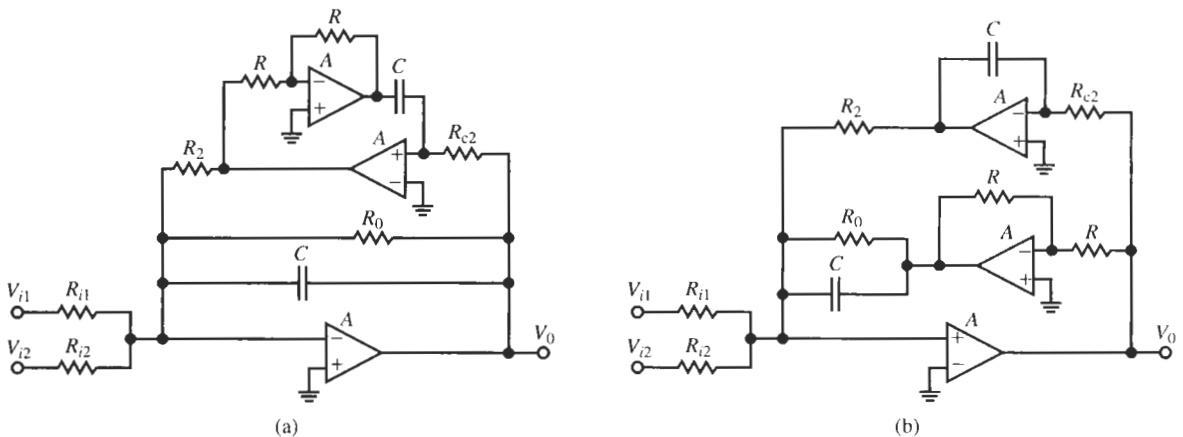 R
R
A
C
−
+
R2
A
Rc2
+
−
R0
C
Vi1
Ri1
Vi2
Ri2
A
−
+
V0
(a)
C
R2
A
Rc2
−
+
R
R0
A
R
−
+
C
Vi1
Ri1
Vi2
Ri2
A
+
−
V0
(b)